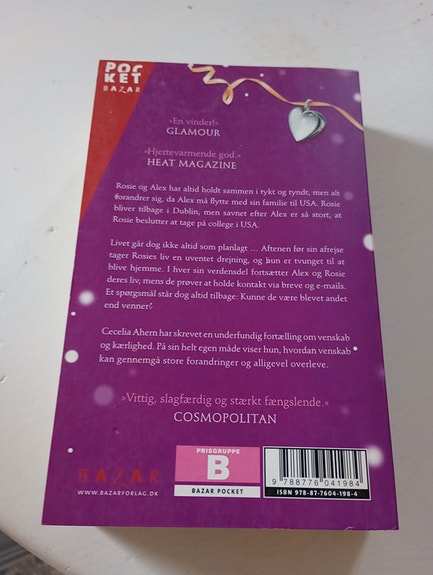 POCKET
BAZAR
»En vinder!«
GLAMOUR
»Hjertevarmende god.«
HEAT MAGAZINE
Rosie og Alex har altid holdt sammen i tykt og tyndt, men alt
forandrer sig, da Alex må flytte med sin familie til USA. Rosie
bliver tilbage i Dublin, men savnet efter Alex er så stort, at
Rosie beslutter at tage på college i USA.
Livet går dog ikke altid som planlagt ... Aftenen før sin afrejse
tager Rosies liv en uventet drejning, og hun er tvunget til at
blive hjemme. I hver sin verdensdel fortsætter Alex og Rosie
deres liv, mens de prøver at holde kontakt via breve og e-mails.
Et spørgsmål står dog altid tilbage: Kunne de være blevet andet
end venner?
Cecelia Ahern har skrevet en underfundig fortælling om venskab
og kærlighed. På sin helt egen måde viser hun, hvordan venskab
kan gennemgå store forandringer og alligevel overleve.
»Vittig, slagfærdig og stærkt fængslende.«
COSMOPOLITAN
BAZAR
WWW.BAZARFORLAG.DK
PRISGRUPPE
B
BAZAR POCKET
9 788776 041984
ISBN 978-87-7604-198-4